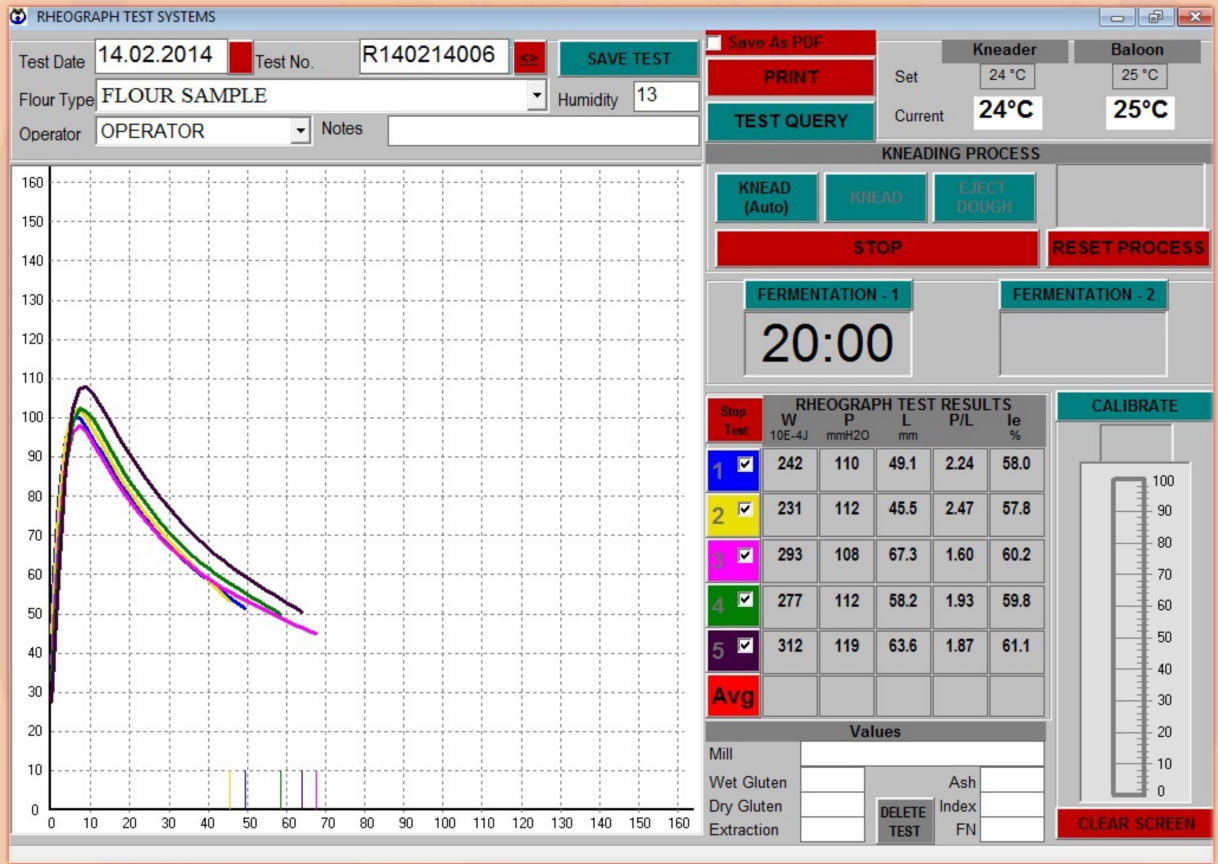 RHEOGRAPH TEST SYSTEMS
Test Date 14.02.2014 Test No. R140214006 <> SAVE TEST
Flour Type FLOUR SAMPLE Humidity 13
Operator OPERATOR Notes
Save As PDF
PRINT
TEST QUERY
Kneader Baloon
Set 24 °C 25 °C
Current 24°C 25°C
KNEADING PROCESS
KNEAD (Auto) KNEAD EJECT DOUGH
STOP RESET PROCESS
FERMENTATION - 1 FERMENTATION - 2
20:00
160
150
140
130
120
110
100
90
80
70
60
50
40
30
20
10
0
0 10 20 30 40 50 60 70 80 90 100 110 120 130 140 150 160
Stop Test
RHEOGRAPH TEST RESULTS
W P L P/L Ie
10E-4J mmH2O mm %
1 242 110 49.1 2.24 58.0
2 231 112 45.5 2.47 57.8
3 293 108 67.3 1.60 60.2
4 277 112 58.2 1.93 59.8
5 312 119 63.6 1.87 61.1
Avg
CALIBRATE
100
90
80
70
60
50
40
30
20
10
0
CLEAR SCREEN
Values
Mill
Wet Gluten Ash
Dry Gluten Index
Extraction FN
DELETE TEST